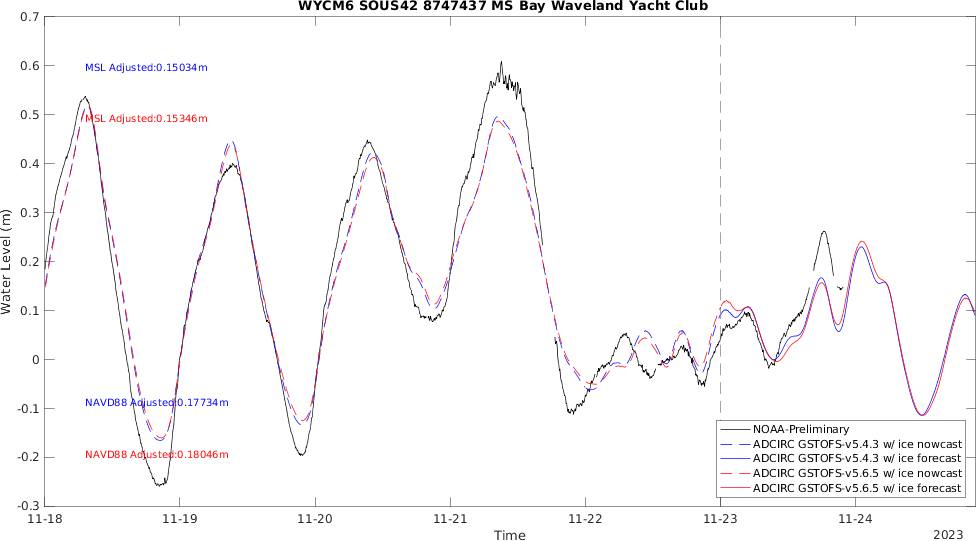 WYCM6 SOUS42 8747437 MS Bay Waveland Yacht Club
0.7
0.6
0.5
0.4
0.3
0.2
0.1
0
-0.1
-0.2
-0.3
Water Level (m)
MSL Adjusted:0.15034m
MSL Adjusted:0.15346m
NAVD88 Adjusted:0.17734m
NAVD88 Adjusted:0.18046m
NOAA-Preliminary
ADCIRC GSTOFS-v5.4.3 w/ ice nowcast
ADCIRC GSTOFS-v5.4.3 w/ ice forecast
ADCIRC GSTOFS-v5.6.5 w/ ice nowcast
ADCIRC GSTOFS-v5.6.5 w/ ice forecast
11-18 11-19 11-20 11-21 11-22 11-23 11-24
Time
2023